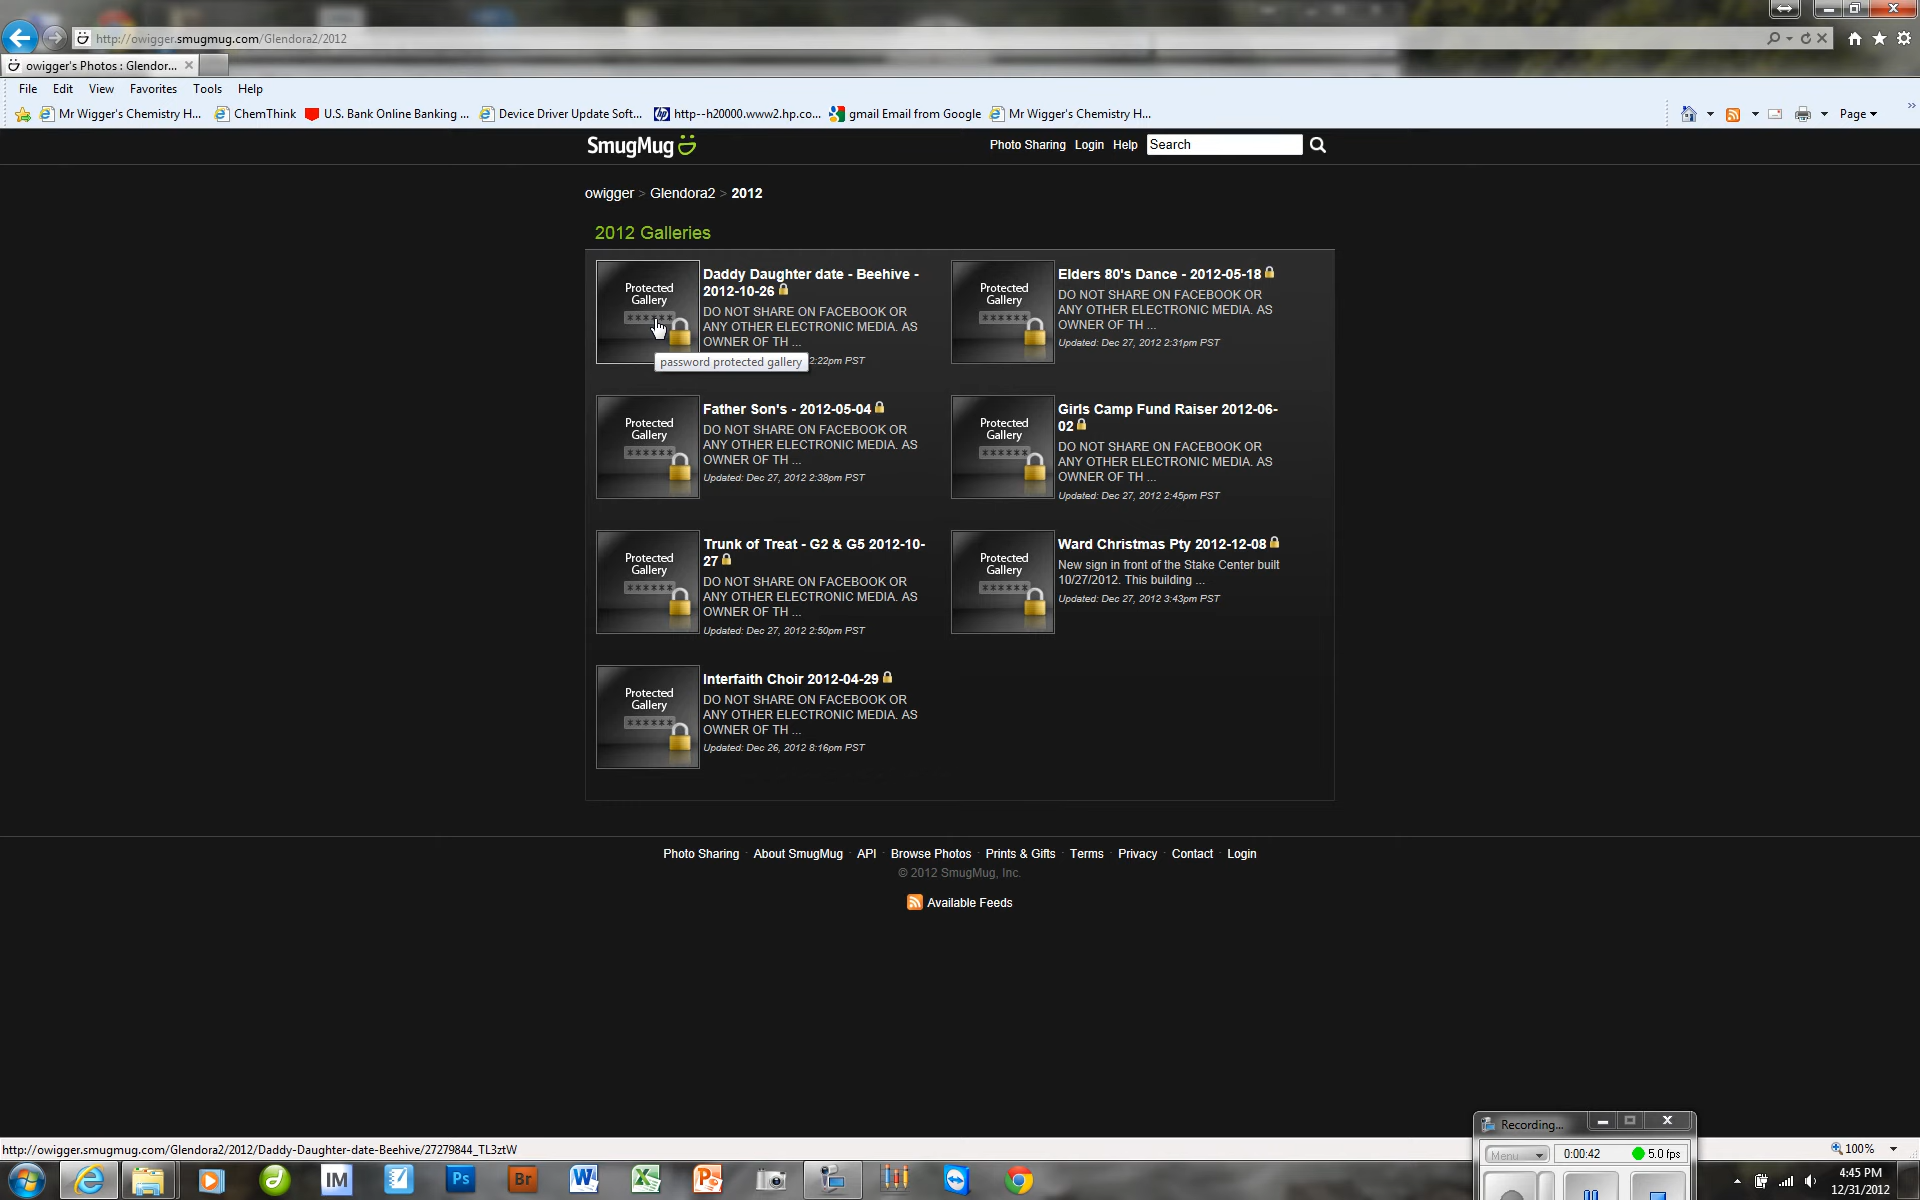 http://owigger.smugmug.com/Glendora2/2012
owigger's Photos : Glendor...
File Edit View Favorites Tools Help
Mr Wigger's Chemistry H... ChemThink U.S. Bank Online Banking ... Device Driver Update Soft... http--h20000.www2.hp.co... gmail Email from Google Mr Wigger's Chemistry H... Page
SmugMug Photo Sharing Login Help Search
owigger > Glendora2 > 2012
2012 Galleries
Protected
Gallery
******
Daddy Daughter date - Beehive -
2012-10-26
DO NOT SHARE ON FACEBOOK OR
ANY OTHER ELECTRONIC MEDIA. AS
OWNER OF TH ...
2:22pm PST
password protected gallery
Protected
Gallery
******
Elders 80's Dance - 2012-05-18
DO NOT SHARE ON FACEBOOK OR
ANY OTHER ELECTRONIC MEDIA. AS
OWNER OF TH ...
Updated: Dec 27, 2012 2:31pm PST
Protected
Gallery
******
Father Son's - 2012-05-04
DO NOT SHARE ON FACEBOOK OR
ANY OTHER ELECTRONIC MEDIA. AS
OWNER OF TH ...
Updated: Dec 27, 2012 2:38pm PST
Protected
Gallery
******
Girls Camp Fund Raiser 2012-06-
02
DO NOT SHARE ON FACEBOOK OR
ANY OTHER ELECTRONIC MEDIA. AS
OWNER OF TH ...
Updated: Dec 27, 2012 2:45pm PST
Protected
Gallery
******
Trunk of Treat - G2 & G5 2012-10-
27
DO NOT SHARE ON FACEBOOK OR
ANY OTHER ELECTRONIC MEDIA. AS
OWNER OF TH ...
Updated: Dec 27, 2012 2:50pm PST
Protected
Gallery
******
Ward Christmas Pty 2012-12-08
New sign in front of the Stake Center built
10/27/2012. This building ...
Updated: Dec 27, 2012 3:43pm PST
Protected
Gallery
******
Interfaith Choir 2012-04-29
DO NOT SHARE ON FACEBOOK OR
ANY OTHER ELECTRONIC MEDIA. AS
OWNER OF TH ...
Updated: Dec 26, 2012 8:16pm PST
Photo Sharing · About SmugMug · API · Browse Photos · Prints & Gifts · Terms · Privacy · Contact · Login
© 2012 SmugMug, Inc.
Available Feeds
Recording...
Menu 0:00:42 5.0 fps
http://owigger.smugmug.com/Glendora2/2012/Daddy-Daughter-date-Beehive/27279844_TL3ztW
100%
IM Ps Br
4:45 PM
12/31/2012